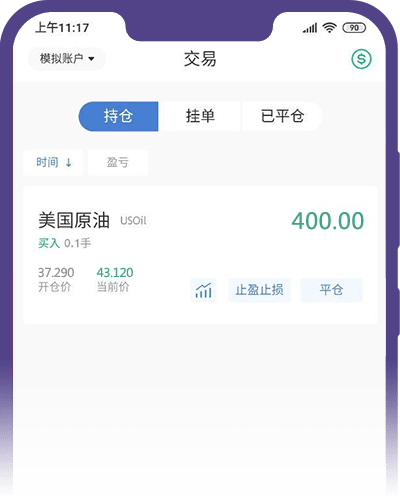 上午11:17
90
模拟账户
交易
持仓
挂单
已平仓
时间 ↓
盈亏
美国原油 USOil
400.00
买入 0.1手
37.290 43.120
开仓价 当前价
止盈止损
平仓